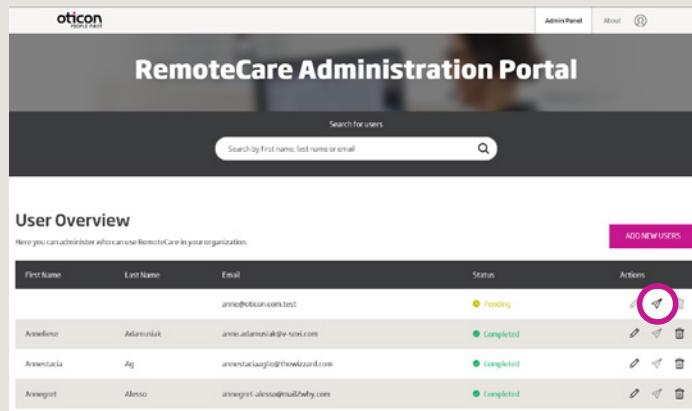 oticon
PEOPLE FIRST
Admin Panel About
RemoteCare Administration Portal
Search for users
Search by first name, last name or email
User Overview
Here you can administer who can use RemoteCare in your organization.
ADD NEW USERS
First Name Last Name Email Status Actions
anne@oticon.com.test Pending
Anneliese Adamusiak anne.adamusiak@v-sexi.com Completed
Annestacia Ag annestaciaaglio@thowizzard.com Completed
Annegret Alesso annegret-alesso@mail2why.com Completed